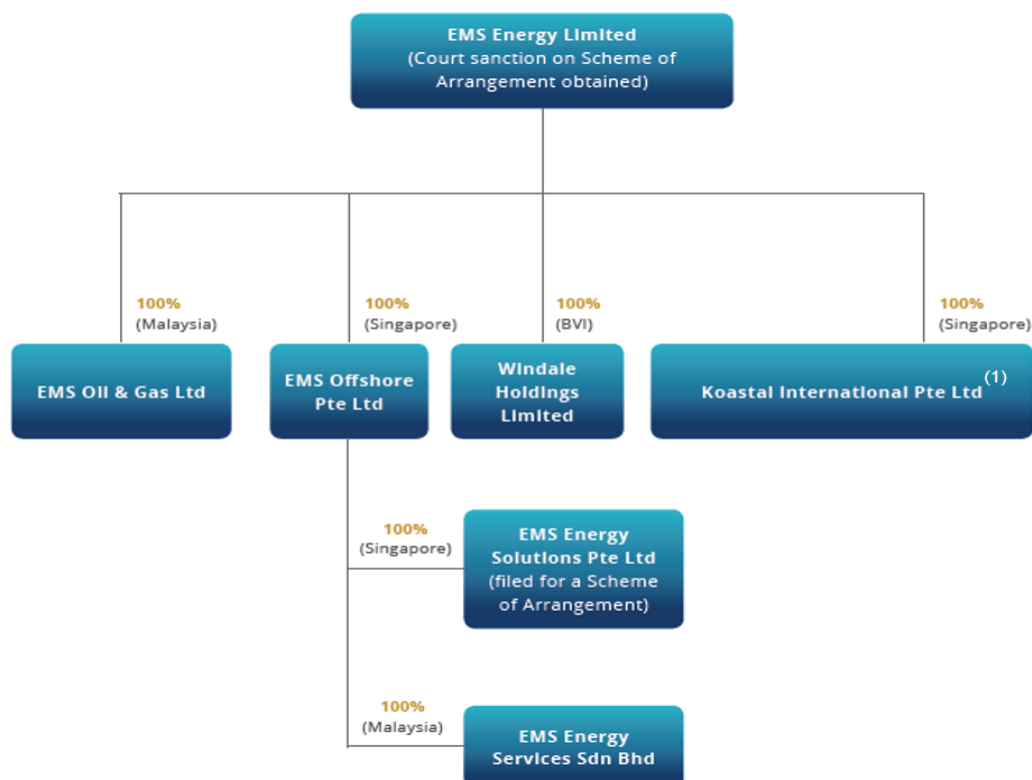 EMS Energy Limited
(Court sanction on Scheme of
Arrangement obtained)
100%
(Malaysia)
100%
(Singapore)
100%
(BVI)
100%
(Singapore)
EMS Oil & Gas Ltd
EMS Offshore
Pte Ltd
Windale
Holdings
Limited
Koastal International Pte Ltd(1)
100%
(Singapore)
EMS Energy
Solutions Pte Ltd
(filed for a Scheme
of Arrangement)
100%
(Malaysia)
EMS Energy
Services Sdn Bhd